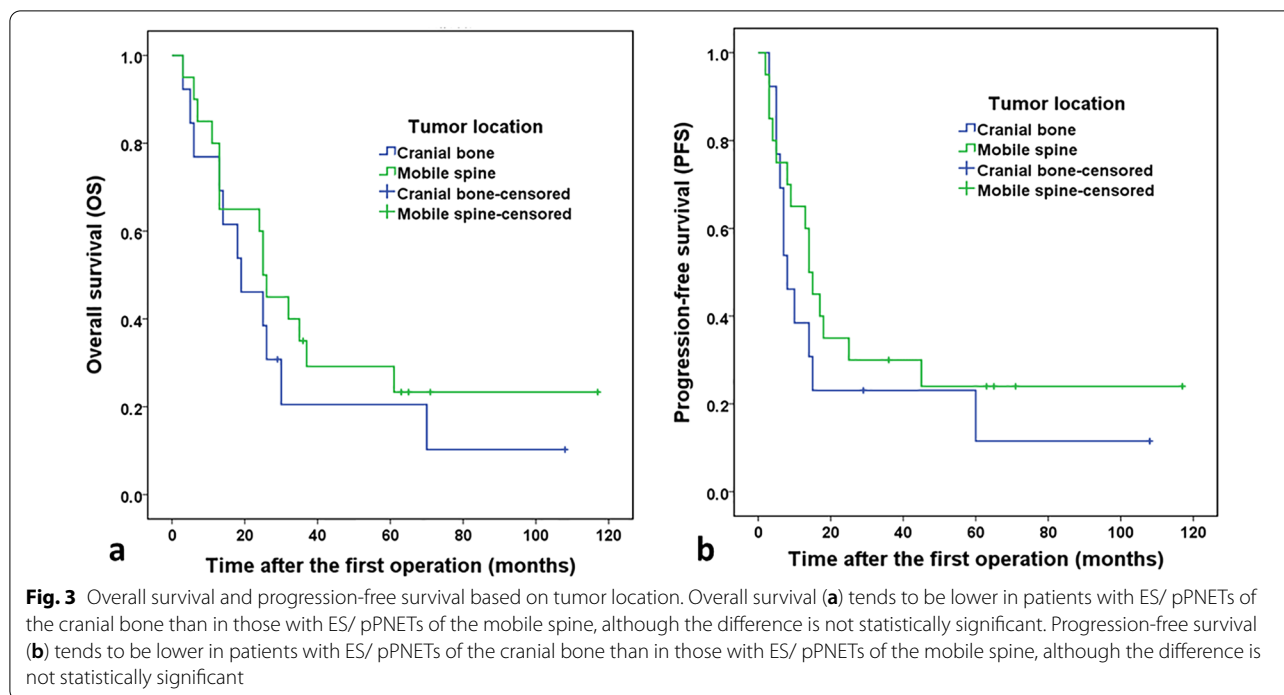 1.0
0.8
0.6
0.4
0.2
0.0
Overall survival (OS)
Tumor location
Cranial bone
Mobile spine
Cranial bone-censored
Mobile spine-censored
0 20 40 60 80 100 120
a
Time after the first operation (months)
1.0
0.8
0.6
0.4
0.2
0.0
Progression-free survival (PFS)
Tumor location
Cranial bone
Mobile spine
Cranial bone-censored
Mobile spine-censored
0 20 40 60 80 100 120
b
Time after the first operation (months)
Fig. 3 Overall survival and progression-free survival based on tumor location. Overall survival (a) tends to be lower in patients with ES/ pPNETs of
the cranial bone than in those with ES/ pPNETs of the mobile spine, although the difference is not statistically significant. Progression-free survival
(b) tends to be lower in patients with ES/ pPNETs of the cranial bone than in those with ES/ pPNETs of the mobile spine, although the difference is
not statistically significant